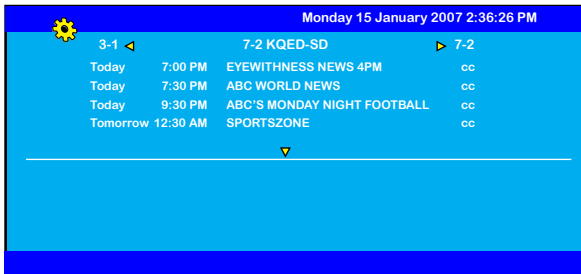 Monday 15 January 2007 2:36:26 PM
3-1 7-2 KQED-SD 7-2
Today 7:00 PM EYEWITHNESS NEWS 4PM cc
Today 7:30 PM ABC WORLD NEWS cc
Today 9:30 PM ABC'S MONDAY NIGHT FOOTBALL cc
Tomorrow 12:30 AM SPORTSZONE cc